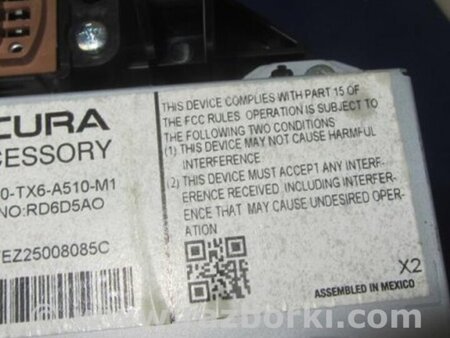 CURA
CESSORY
0-TX6-A510-M1
NO:RD6D5AO
EZ25008085C
THIS DEVICE COMPLIES WITH PART 15 OF
THE FCC RULES OPERATION IS SUBJECT TO
THE FOLLOWING TWO CONDITIONS
(1) THIS DEVICE MAY NOT CAUSE HARMFUL
INTERFERENCE
(2) THIS DEVICE MUST ACCEPT ANY INTERF-
ERENCE RECEIVED INCLUDING INTERFER-
ENCE THAT MAY CAUSE UNDESIRED OPER-
ATION
X2
ASSEMBLED IN MEXICO